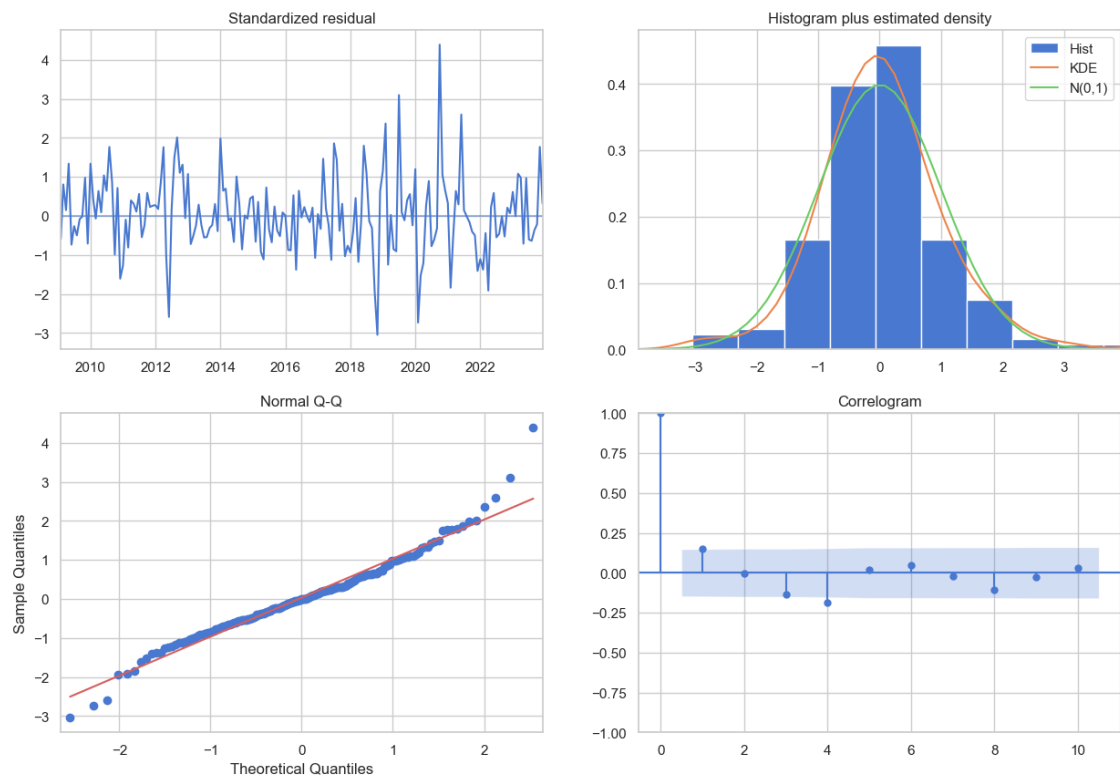 Standardized residual
4
3
2
1
0
−1
−2
−3
2010 2012 2014 2016 2018 2020 2022
Histogram plus estimated density
Hist
KDE
N(0,1)
0.4
0.3
0.2
0.1
0.0
−3 −2 −1 0 1 2 3
Normal Q-Q
Sample Quantiles
4
3
2
1
0
−1
−2
−3
−2 −1 0 1 2
Theoretical Quantiles
Correlogram
1.00
0.75
0.50
0.25
0.00
−0.25
−0.50
−0.75
−1.00
0 2 4 6 8 10